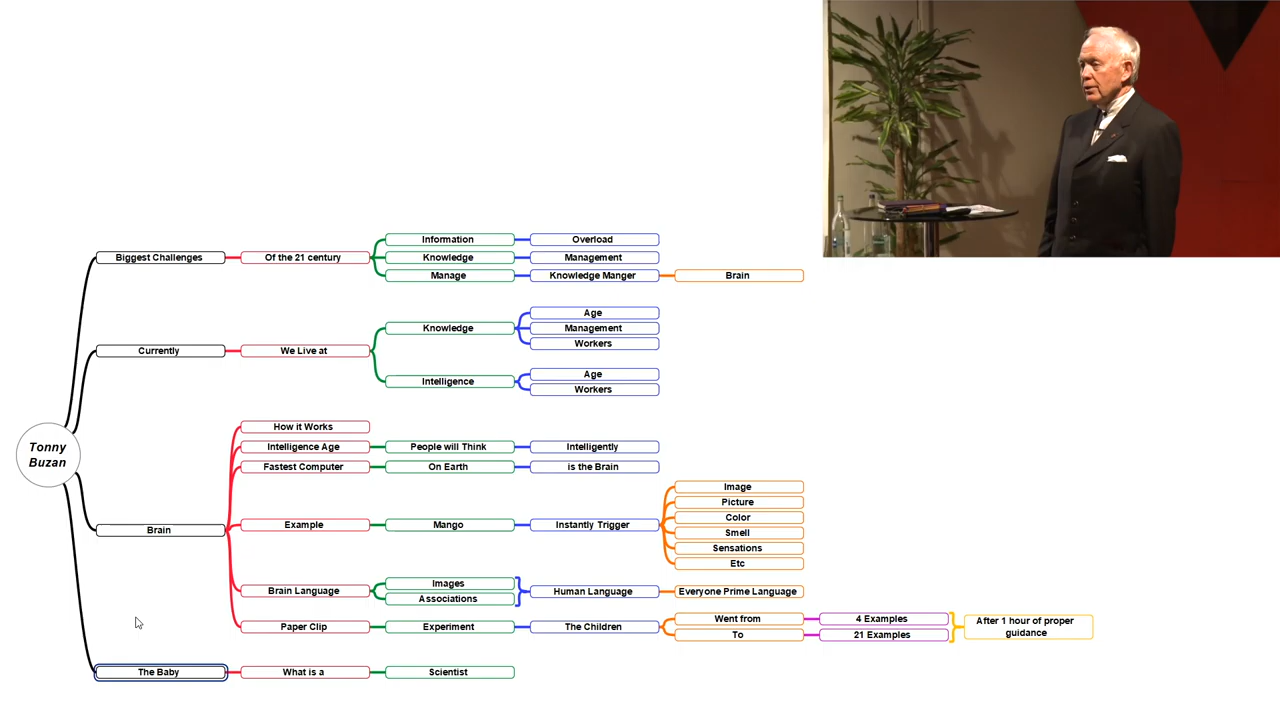 Tonny
Buzan
Biggest Challenges
Of the 21 century
Information
Overload
Knowledge
Management
Manage
Knowledge Manger
Brain
Currently
We Live at
Knowledge
Age
Management
Workers
Intelligence
Age
Workers
Brain
How it Works
Intelligence Age
People will Think
Intelligently
Fastest Computer
On Earth
is the Brain
Example
Mango
Instantly Trigger
Image
Picture
Color
Smell
Sensations
Etc
Brain Language
Images
Associations
Human Language
Everyone Prime Language
Paper Clip
Experiment
The Children
Went from
4 Examples
To
21 Examples
After 1 hour of proper
guidance
The Baby
What is a
Scientist